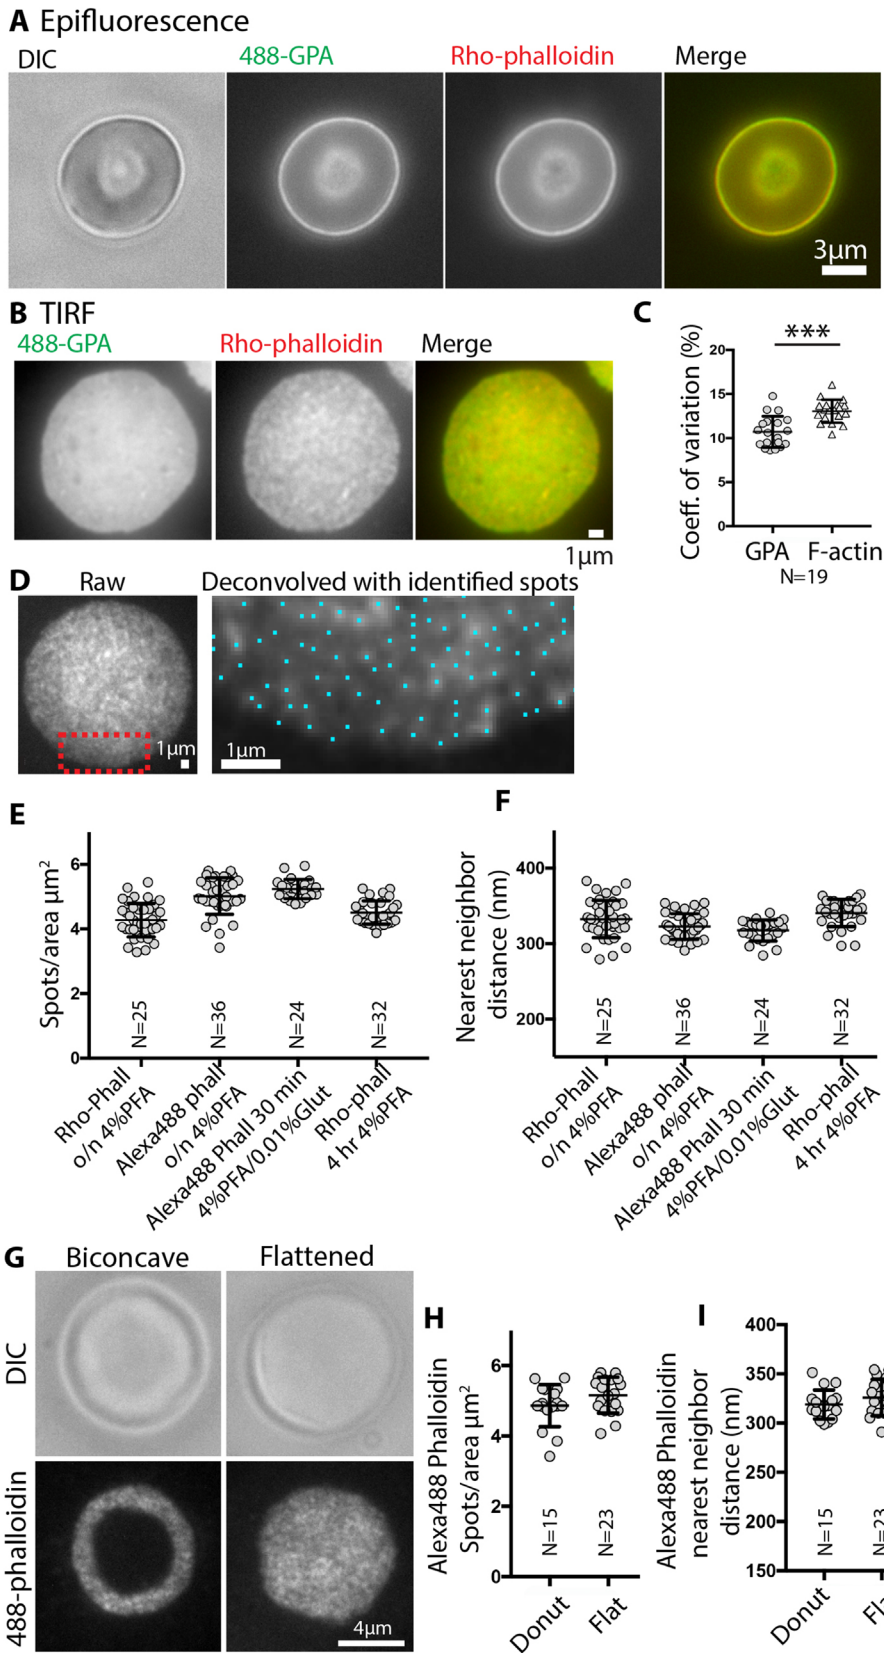 A Epifluorescence
DIC
488-GPA
Rho-phalloidin
Merge
3μm
B TIRF
488-GPA
Rho-phalloidin
Merge
1μm
C
***
Coeff. of variation (%)
20
15
10
5
0
GPA
F-actin
N=19
D
Raw
Deconvolved with identified spots
1μm
1μm
E
Spots/area μm²
6
4
2
0
N=25
N=36
N=24
N=32
Rho-Phall
o/n 4%PFA
Alexa488 phall
o/n 4%PFA
Alexa488 Phall 30 min
4%PFA/0.01%Glut
Rho-phall
4 hr 4%PFA
F
Nearest neighbor
distance (nm)
400
300
200
N=25
N=36
N=24
N=32
Rho-Phall
o/n 4%PFA
Alexa488 phall
o/n 4%PFA
Alexa488 Phall 30 min
4%PFA/0.01%Glut
Rho-phall
4 hr 4%PFA
G
Biconcave
Flattened
DIC
488-phalloidin
4μm
H
Alexa488 Phalloidin
Spots/area μm²
6
4
2
0
N=15
N=23
Donut
Flat
I
Alexa488 Phalloidin
nearest neighbor
distance (nm)
400
350
300
250
200
150
N=15
N=23
Donut